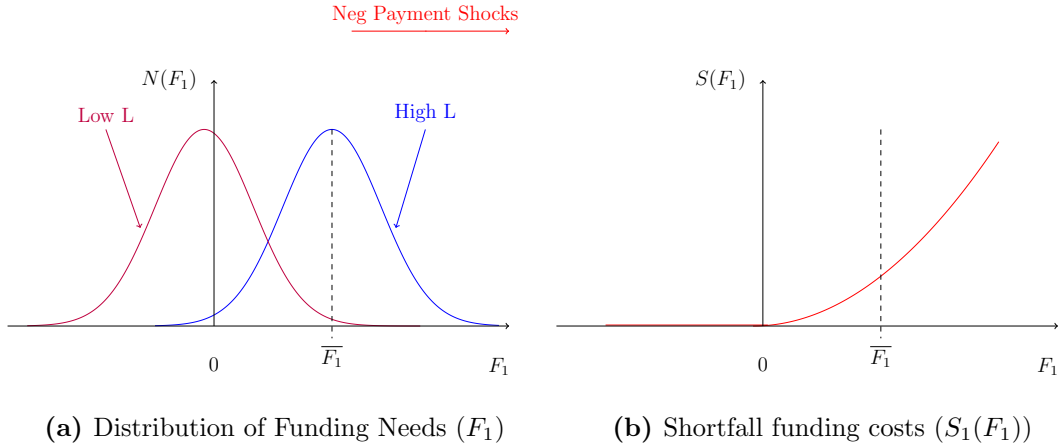 Neg Payment Shocks
N(F₁)
Low L
High L
0
F̅₁
F₁
(a) Distribution of Funding Needs (F₁)
S(F₁)
0
F̅₁
F₁
(b) Shortfall funding costs (S₁(F₁))